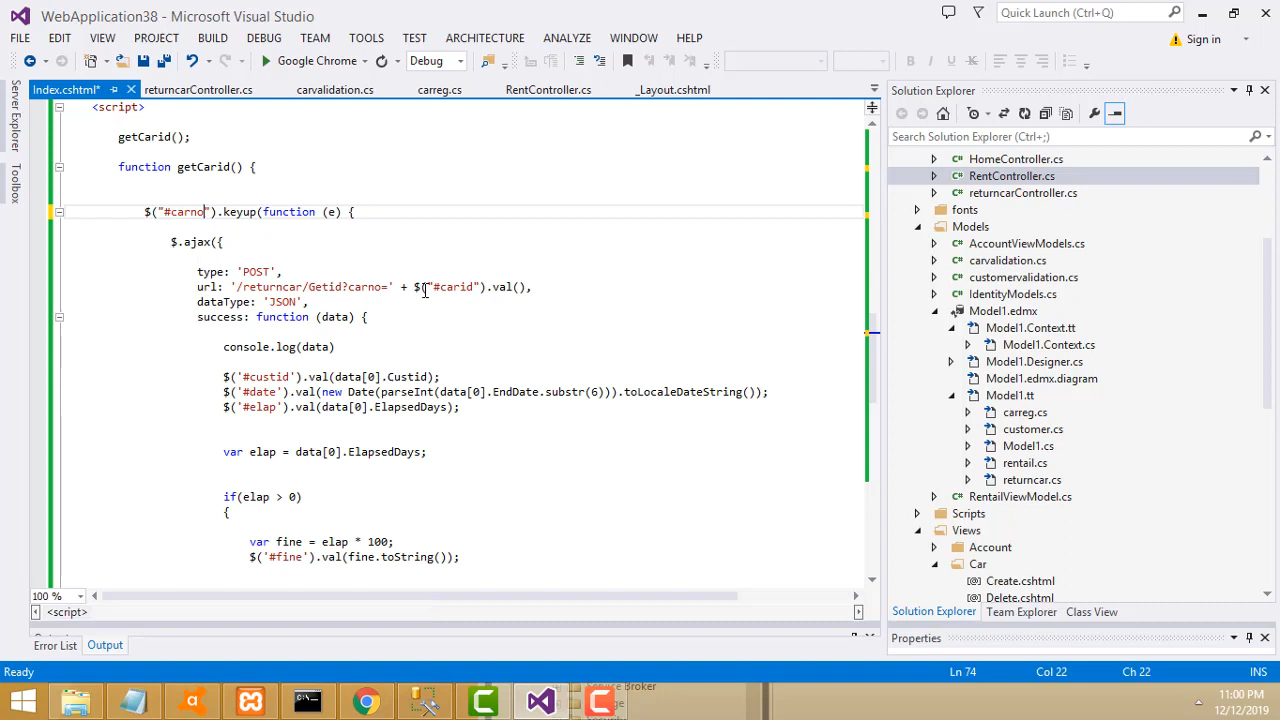 WebApplication38 - Microsoft Visual Studio
Quick Launch (Ctrl+Q)
FILE EDIT VIEW PROJECT BUILD DEBUG TEAM TOOLS TEST ARCHITECTURE ANALYZE WINDOW HELP
Sign in
Google Chrome
Debug
Index.cshtml* returncarController.cs carvalidation.cs carreg.cs RentController.cs _Layout.cshtml
Server Explorer
Toolbox
<script>
getCarid();
function getCarid() {
$("#carno").keyup(function (e) {
$.ajax({
type: 'POST',
url: '/returncar/Getid?carno=' + $("#carid").val(),
dataType: 'JSON',
success: function (data) {
console.log(data)
$('#custid').val(data[0].Custid);
$('#date').val(new Date(parseInt(data[0].EndDate.substr(6))).toLocaleDateString());
$('#elap').val(data[0].ElapsedDays);
var elap = data[0].ElapsedDays;
if(elap > 0)
{
var fine = elap * 100;
$('#fine').val(fine.toString());
100 %
<script>
Error List Output
Ready
Ln 74 Col 22 Ch 22 INS
Solution Explorer
Search Solution Explorer (Ctrl+;)
HomeController.cs
RentController.cs
returncarController.cs
fonts
Models
AccountViewModels.cs
carvalidation.cs
customervalidation.cs
IdentityModels.cs
Model1.edmx
Model1.Context.tt
Model1.Context.cs
Model1.Designer.cs
Model1.edmx.diagram
Model1.tt
carreg.cs
customer.cs
Model1.cs
rentail.cs
returncar.cs
RentailViewModel.cs
Scripts
Views
Account
Car
Create.cshtml
Delete.cshtml
Solution Explorer Team Explorer Class View
Properties
Service Broker
11:00 PM
12/12/2019